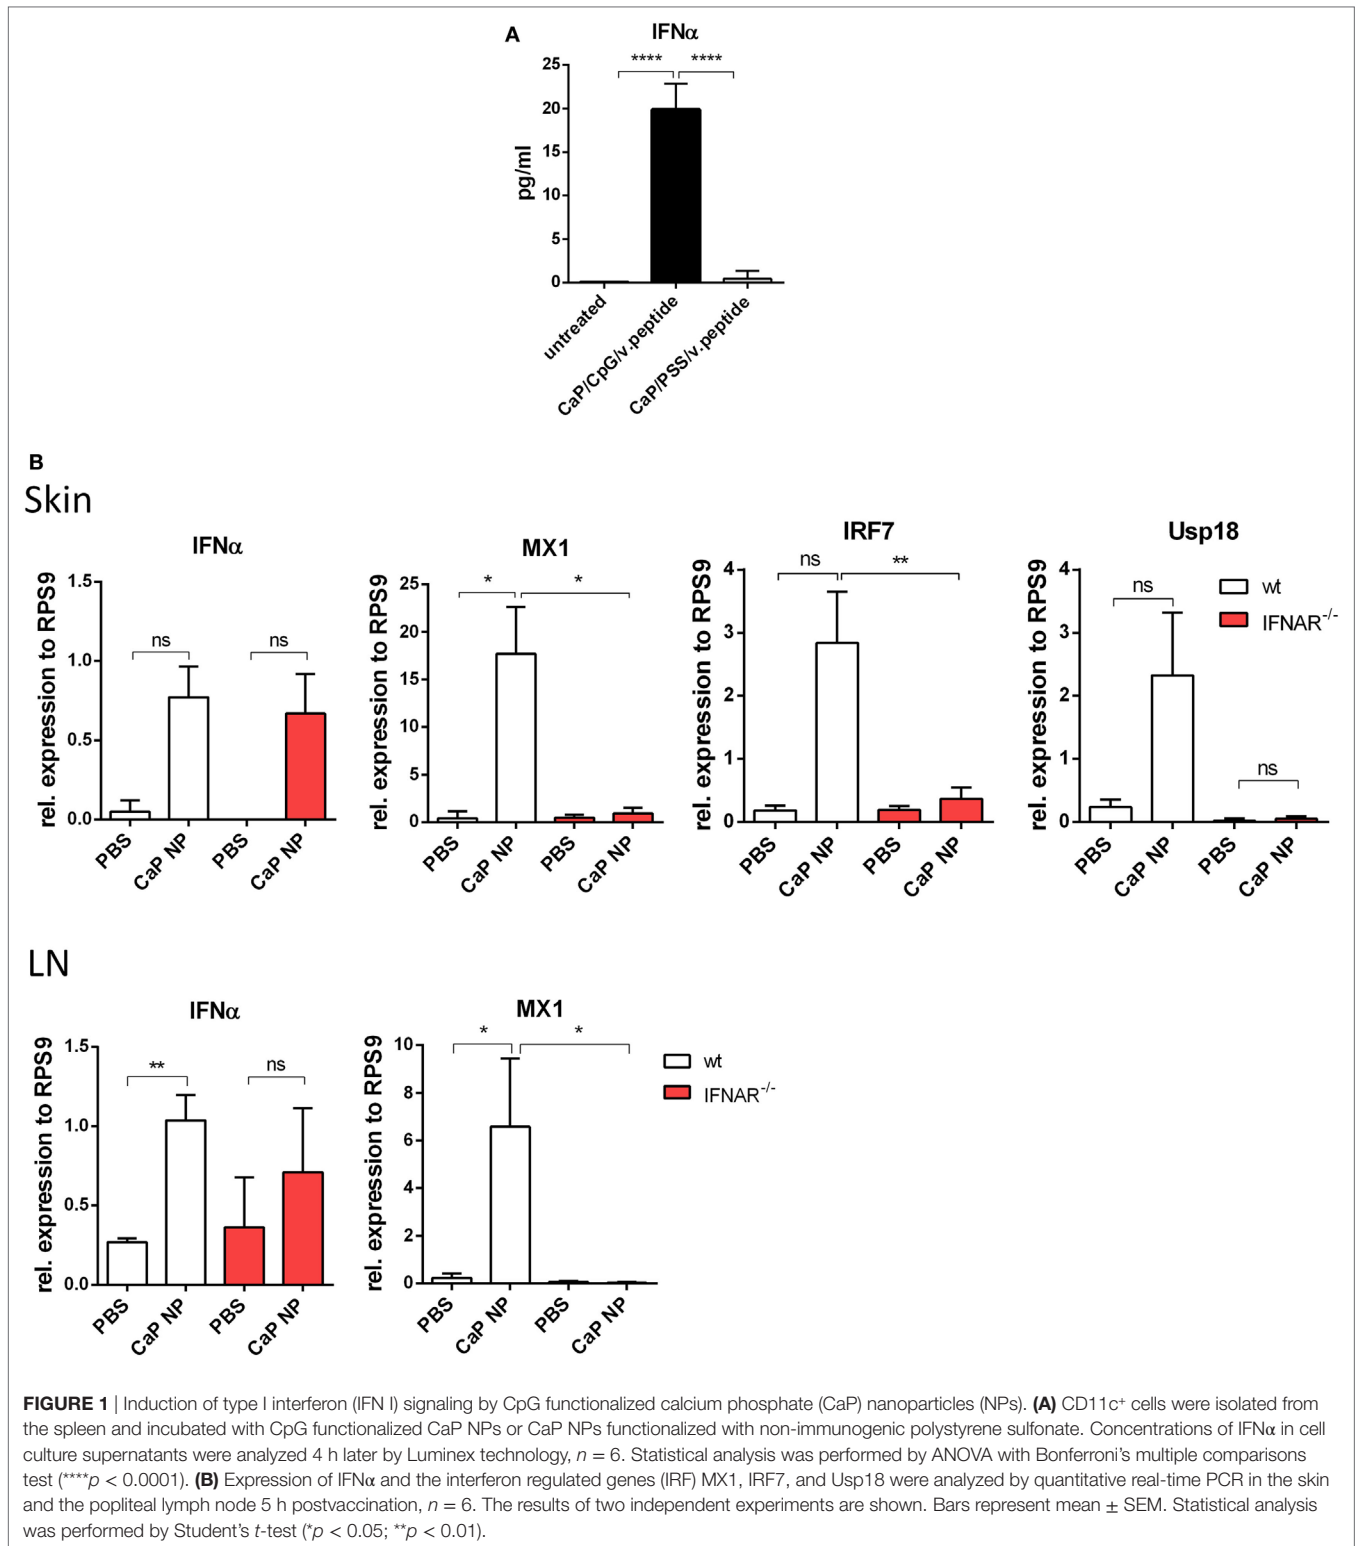 A
IFNα
**** ****
pg/ml
25
20
15
10
5
0
untreated
CaP/CpG/v.peptide
CaP/PSS/v.peptide
B
Skin
IFNα
rel. expression to RPS9
1.5
1.0
0.5
0.0
ns ns
PBS
CaP NP
PBS
CaP NP
MX1
rel. expression to RPS9
25
20
15
10
5
0
* *
PBS
CaP NP
PBS
CaP NP
IRF7
rel. expression to RPS9
4
3
2
1
0
ns **
PBS
CaP NP
PBS
CaP NP
Usp18
rel. expression to RPS9
4
3
2
1
0
ns
ns
PBS
CaP NP
PBS
CaP NP
wt
IFNAR-/-
LN
IFNα
rel. expression to RPS9
1.5
1.0
0.5
0.0
** ns
PBS
CaP NP
PBS
CaP NP
MX1
rel. expression to RPS9
10
8
6
4
2
0
* *
PBS
CaP NP
PBS
CaP NP
wt
IFNAR-/-
FIGURE 1 | Induction of type I interferon (IFN I) signaling by CpG functionalized calcium phosphate (CaP) nanoparticles (NPs). (A) CD11c+ cells were isolated from
the spleen and incubated with CpG functionalized CaP NPs or CaP NPs functionalized with non-immunogenic polystyrene sulfonate. Concentrations of IFNα in cell
culture supernatants were analyzed 4 h later by Luminex technology, n = 6. Statistical analysis was performed by ANOVA with Bonferroni's multiple comparisons
test (****p < 0.0001). (B) Expression of IFNα and the interferon regulated genes (IRF) MX1, IRF7, and Usp18 were analyzed by quantitative real-time PCR in the skin
and the popliteal lymph node 5 h postvaccination, n = 6. The results of two independent experiments are shown. Bars represent mean ± SEM. Statistical analysis
was performed by Student's t-test (*p < 0.05; **p < 0.01).